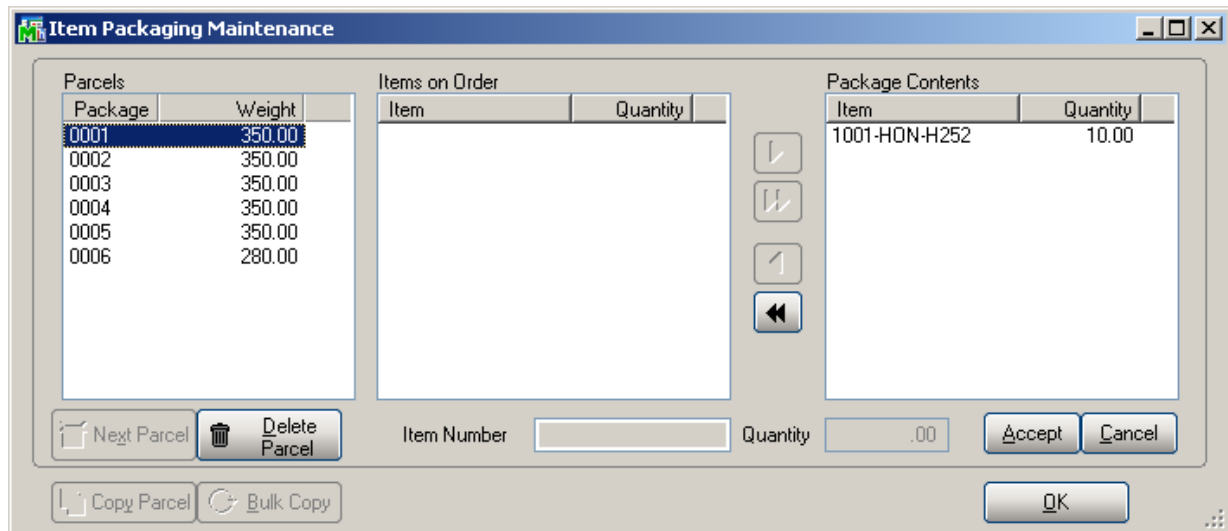 Item Packaging Maintenance
Parcels
Items on Order
Package Contents
Package Weight
Item Quantity
Item Quantity
0001 350.00
1001-HON-H252 10.00
0002 350.00
0003 350.00
0004 350.00
0005 350.00
0006 280.00
Next Parcel
Delete
Parcel
Item Number
Quantity
.00
Accept
Cancel
Copy Parcel
Bulk Copy
OK